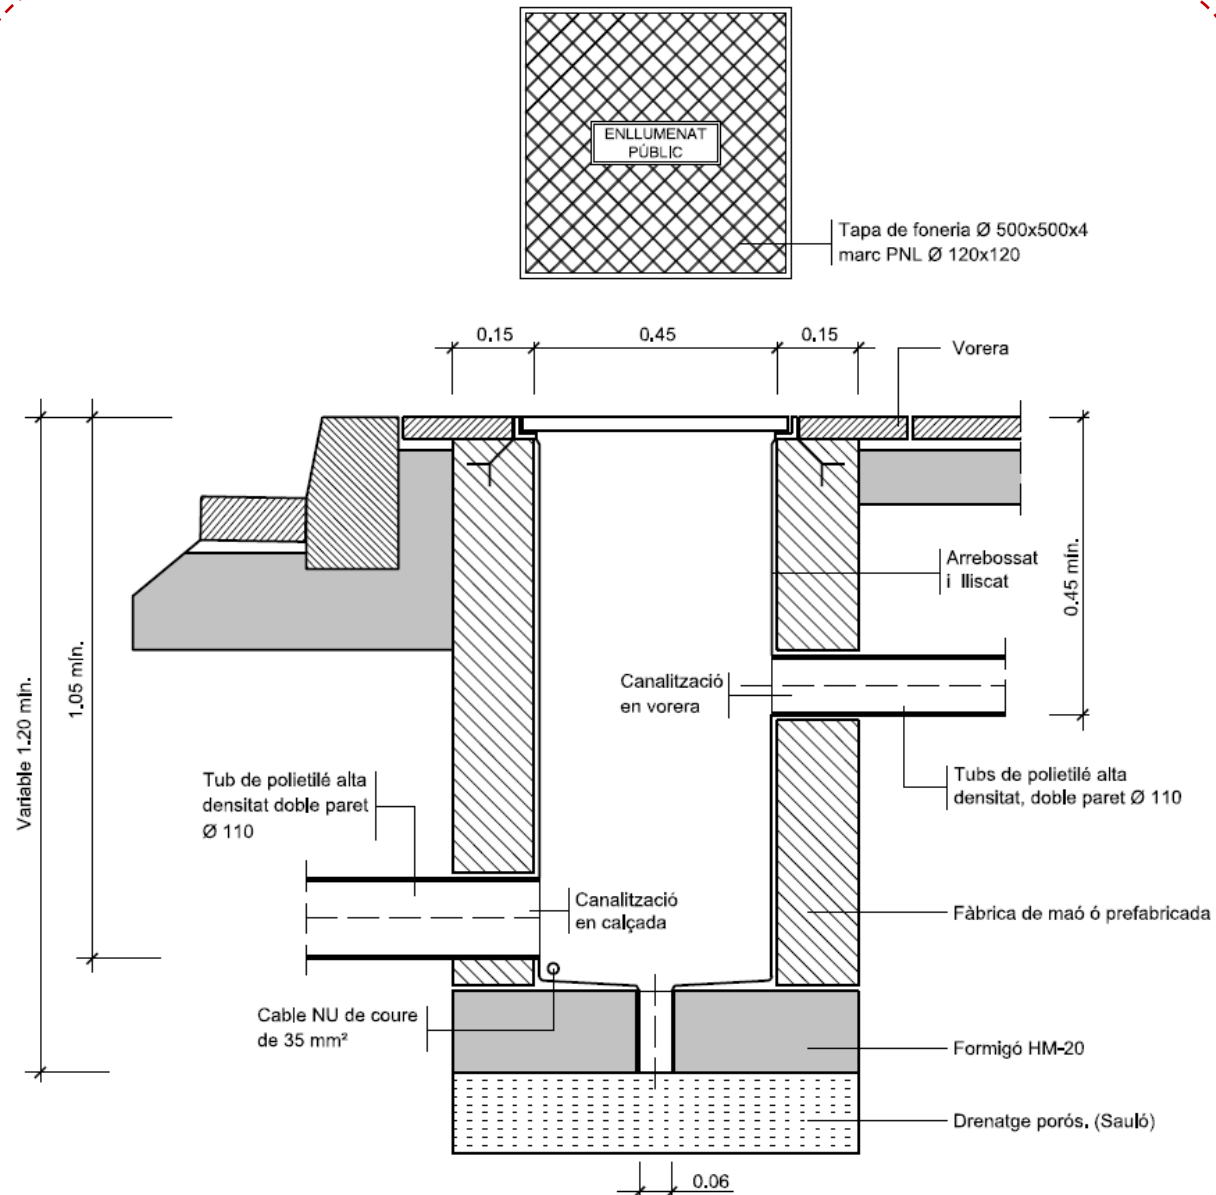 ENLLUMENAT
PÚBLIC
Tapa de foneria Ø 500x500x4
marc PNL Ø 120x120
0.15
0.45
0.15
Vorera
Arrebossat
i lliscat
0.45 mín.
1.05 mín.
Variable 1.20 mín.
Canalització
en vorera
Tub de polietilé alta
densitat doble paret
Ø 110
Tubs de polietilé alta
densitat, doble paret Ø 110
Canalització
en calçada
Fàbrica de maó ó prefabricada
Cable NU de coure
de 35 mm²
Formigó HM-20
Drenatge porós. (Sauló)
0.06